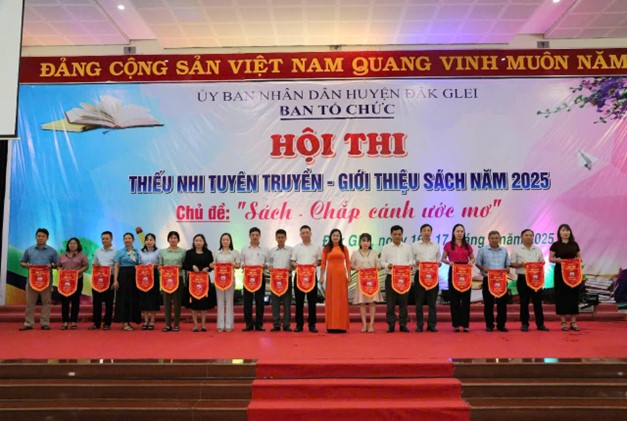 ĐẢNG CỘNG SẢN VIỆT NAM QUANG VINH MUÔN NĂM
ỦY BAN NHÂN DÂN HUYỆN ĐĂK GLEI
BAN TỔ CHỨC
HỘI THI
THIẾU NHI TUYÊN TRUYỀN - GIỚI THIỆU SÁCH NĂM 2025
Chủ đề: "Sách - Chắp cánh ước mơ"
ngày 17 2025